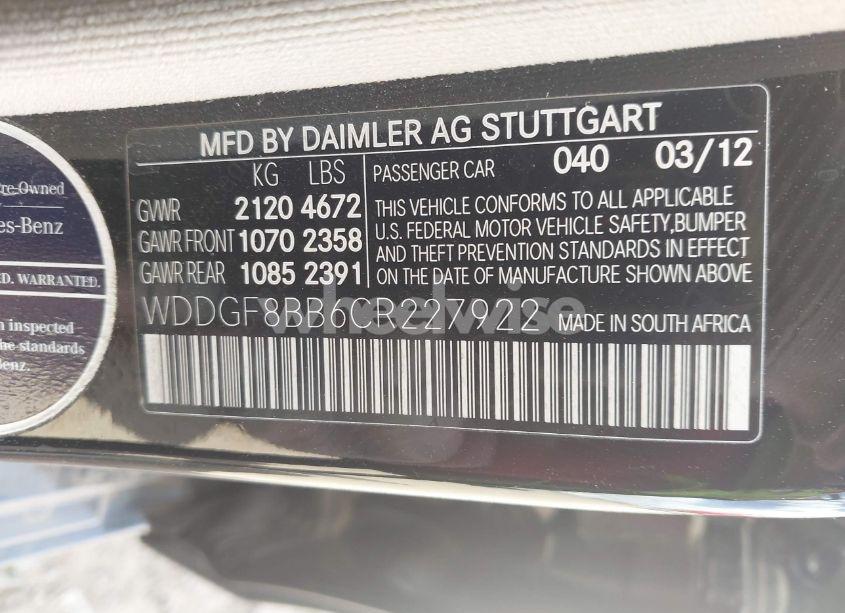 MFD BY DAIMLER AG STUTTGART
KG LBS
PASSENGER CAR 040 03/12
GVWR 2120 4672
GAWR FRONT 1070 2358
GAWR REAR 1085 2391
THIS VEHICLE CONFORMS TO ALL APPLICABLE
U.S. FEDERAL MOTOR VEHICLE SAFETY,BUMPER
AND THEFT PREVENTION STANDARDS IN EFFECT
ON THE DATE OF MANUFACTURE SHOWN ABOVE
WDDGF8BB6CR227922 MADE IN SOUTH AFRICA
wheelwise
re-Owned
es-Benz
ED. WARRANTED.
n inspected
he standards
Benz.